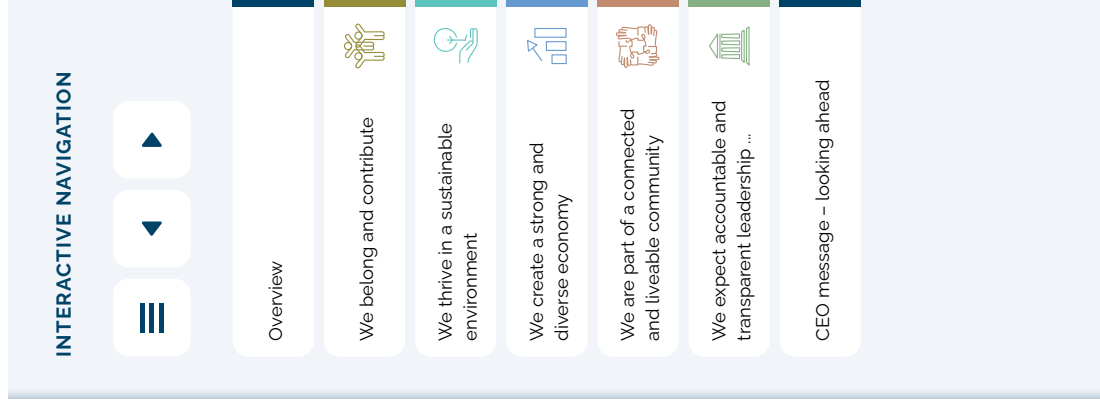 INTERACTIVE NAVIGATION
Overview
We belong and contribute
We thrive in a sustainable
environment
We create a strong and
diverse economy
We are part of a connected
and liveable community
We expect accountable and
transparent leadership ...
CEO message – looking ahead